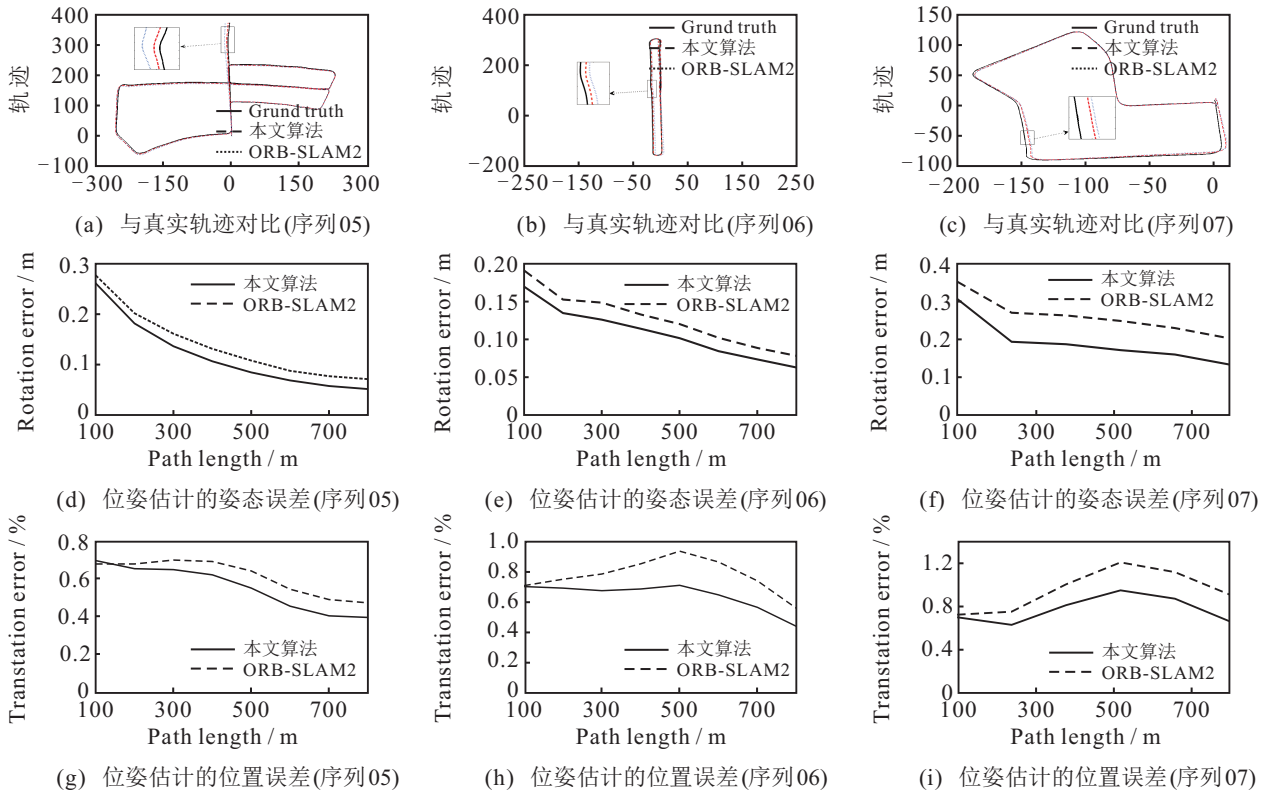 轨迹
400
300
200
100
0
−100
−300
−150
0
150
300
Grund truth
本文算法
ORB-SLAM2
(a) 与真实轨迹对比(序列05)
轨迹
400
200
0
−200
−250
−150
−50
50
150
250
Grund truth
本文算法
ORB-SLAM2
(b) 与真实轨迹对比(序列06)
轨迹
150
100
50
0
−50
−100
−200
−150
−100
−50
0
Grund truth
本文算法
ORB-SLAM2
(c) 与真实轨迹对比(序列07)
Rotation error / m
0.3
0.2
0.1
0
100
300
500
700
Path length / m
本文算法
ORB-SLAM2
(d) 位姿估计的姿态误差(序列05)
Rotation error / m
0.20
0.15
0.10
0.05
0
100
300
500
700
Path length / m
本文算法
ORB-SLAM2
(e) 位姿估计的姿态误差(序列06)
Rotation error / m
0.4
0.3
0.2
0.1
0
100
300
500
700
Path length / m
本文算法
ORB-SLAM2
(f) 位姿估计的姿态误差(序列07)
Transtation error / %
0.8
0.6
0.4
0.2
0
100
300
500
700
Path length / m
本文算法
ORB-SLAM2
(g) 位姿估计的位置误差(序列05)
Transtation error / %
1.0
0.8
0.6
0.4
0.2
0
100
300
500
700
Path length / m
本文算法
ORB-SLAM2
(h) 位姿估计的位置误差(序列06)
Transtation error / %
1.2
0.8
0.4
0
100
300
500
700
Path length / m
本文算法
ORB-SLAM2
(i) 位姿估计的位置误差(序列07)